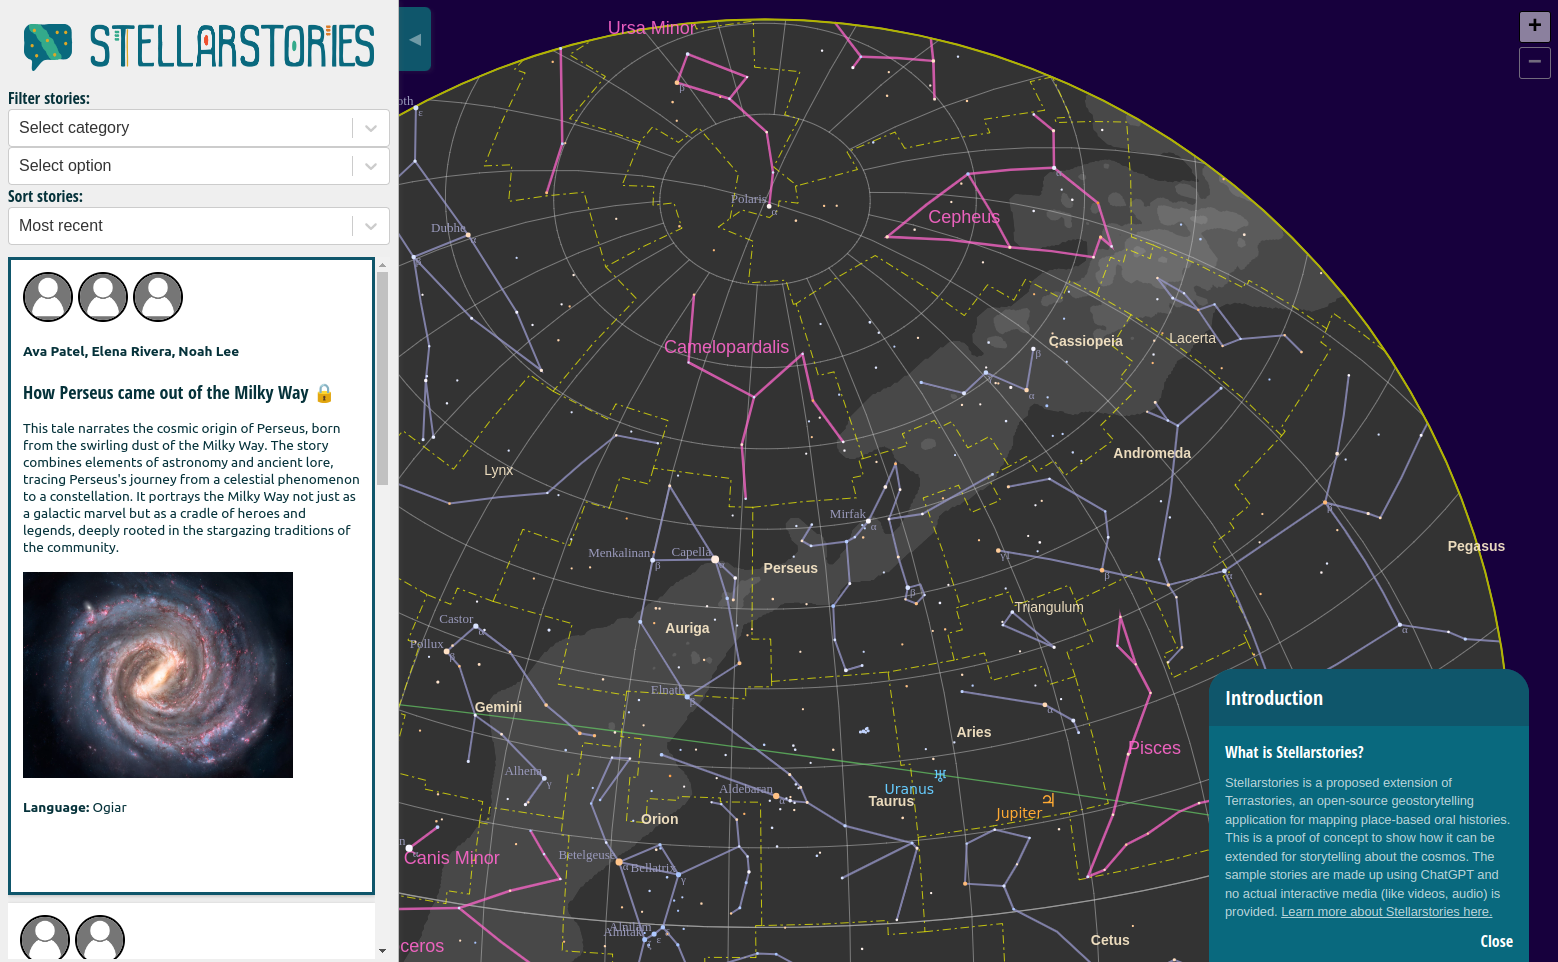 STELLARSTORIES
Filter stories:
Select category
Select option
Sort stories:
Most recent
Ava Patel, Elena Rivera, Noah Lee
How Perseus came out of the Milky Way 🔒
This tale narrates the cosmic origin of Perseus, born
from the swirling dust of the Milky Way. The story
combines elements of astronomy and ancient lore,
tracing Perseus's journey from a celestial phenomenon
to a constellation. It portrays the Milky Way not just as
a galactic marvel but as a cradle of heroes and
legends, deeply rooted in the stargazing traditions of
the community.
Language: Ogiar
◀
+
−
Ursa Minor
β
oth
ε
Polaris
α
Dubhe
α
Cepheus
α
Camelopardalis
Cassiopeia
β
α
γ
Lacerta
Lynx
Andromeda
Mirfak
α
Menkalinan
β
Capella
α
Perseus
β
γ1
β
Pegasus
β
α
Triangulum
Castor
α
Pollux
β
Auriga
α
Elnath
β
Gemini
α
Aries
Pisces
Alhena
γ
Uranus ♅
Aldebaran
α
Taurus
Jupiter ♃
Orion
n
α
Canis Minor
Betelgeuse
α
Bellatrix
γ
Alnilam
Alnitak
ζ
ε
ceros
Cetus
Introduction
What is Stellarstories?
Stellarstories is a proposed extension of
Terrastories, an open-source geostorytelling
application for mapping place-based oral histories.
This is a proof of concept to show how it can be
extended for storytelling about the cosmos. The
sample stories are made up using ChatGPT and
no actual interactive media (like videos, audio) is
provided. Learn more about Stellarstories here.
Close